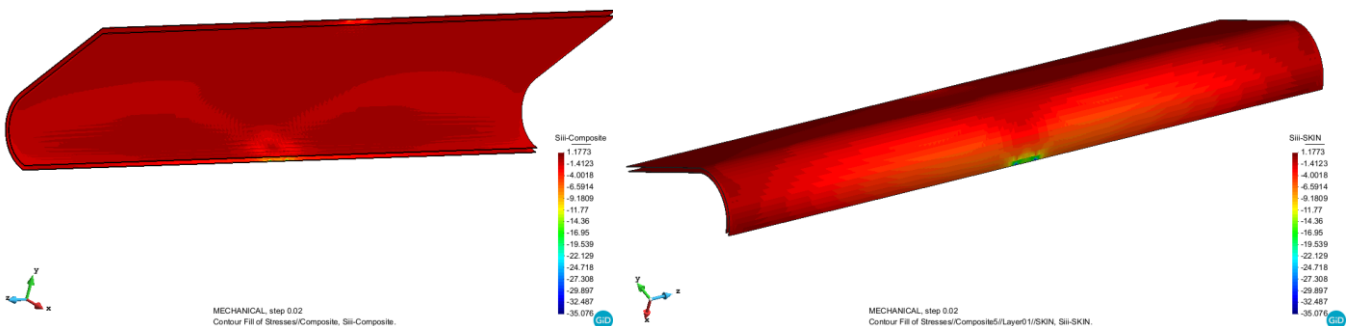 Siii-Composite
1.1773
-1.4123
-4.0018
-6.5914
-9.1809
-11.77
-14.36
-16.95
-19.539
-22.129
-24.718
-27.308
-29.897
-32.487
-35.076
y
z
x
MECHANICAL, step 0.02
Contour Fill of Stresses//Composite, Siii-Composite.
GiD
Siii-SKIN
1.1773
-1.4123
-4.0018
-6.5914
-9.1809
-11.77
-14.36
-16.95
-19.539
-22.129
-24.718
-27.308
-29.897
-32.487
-35.076
y
z
x
MECHANICAL, step 0.02
Contour Fill of Stresses//Composite5//Layer01//SKIN, Siii-SKIN.
GiD